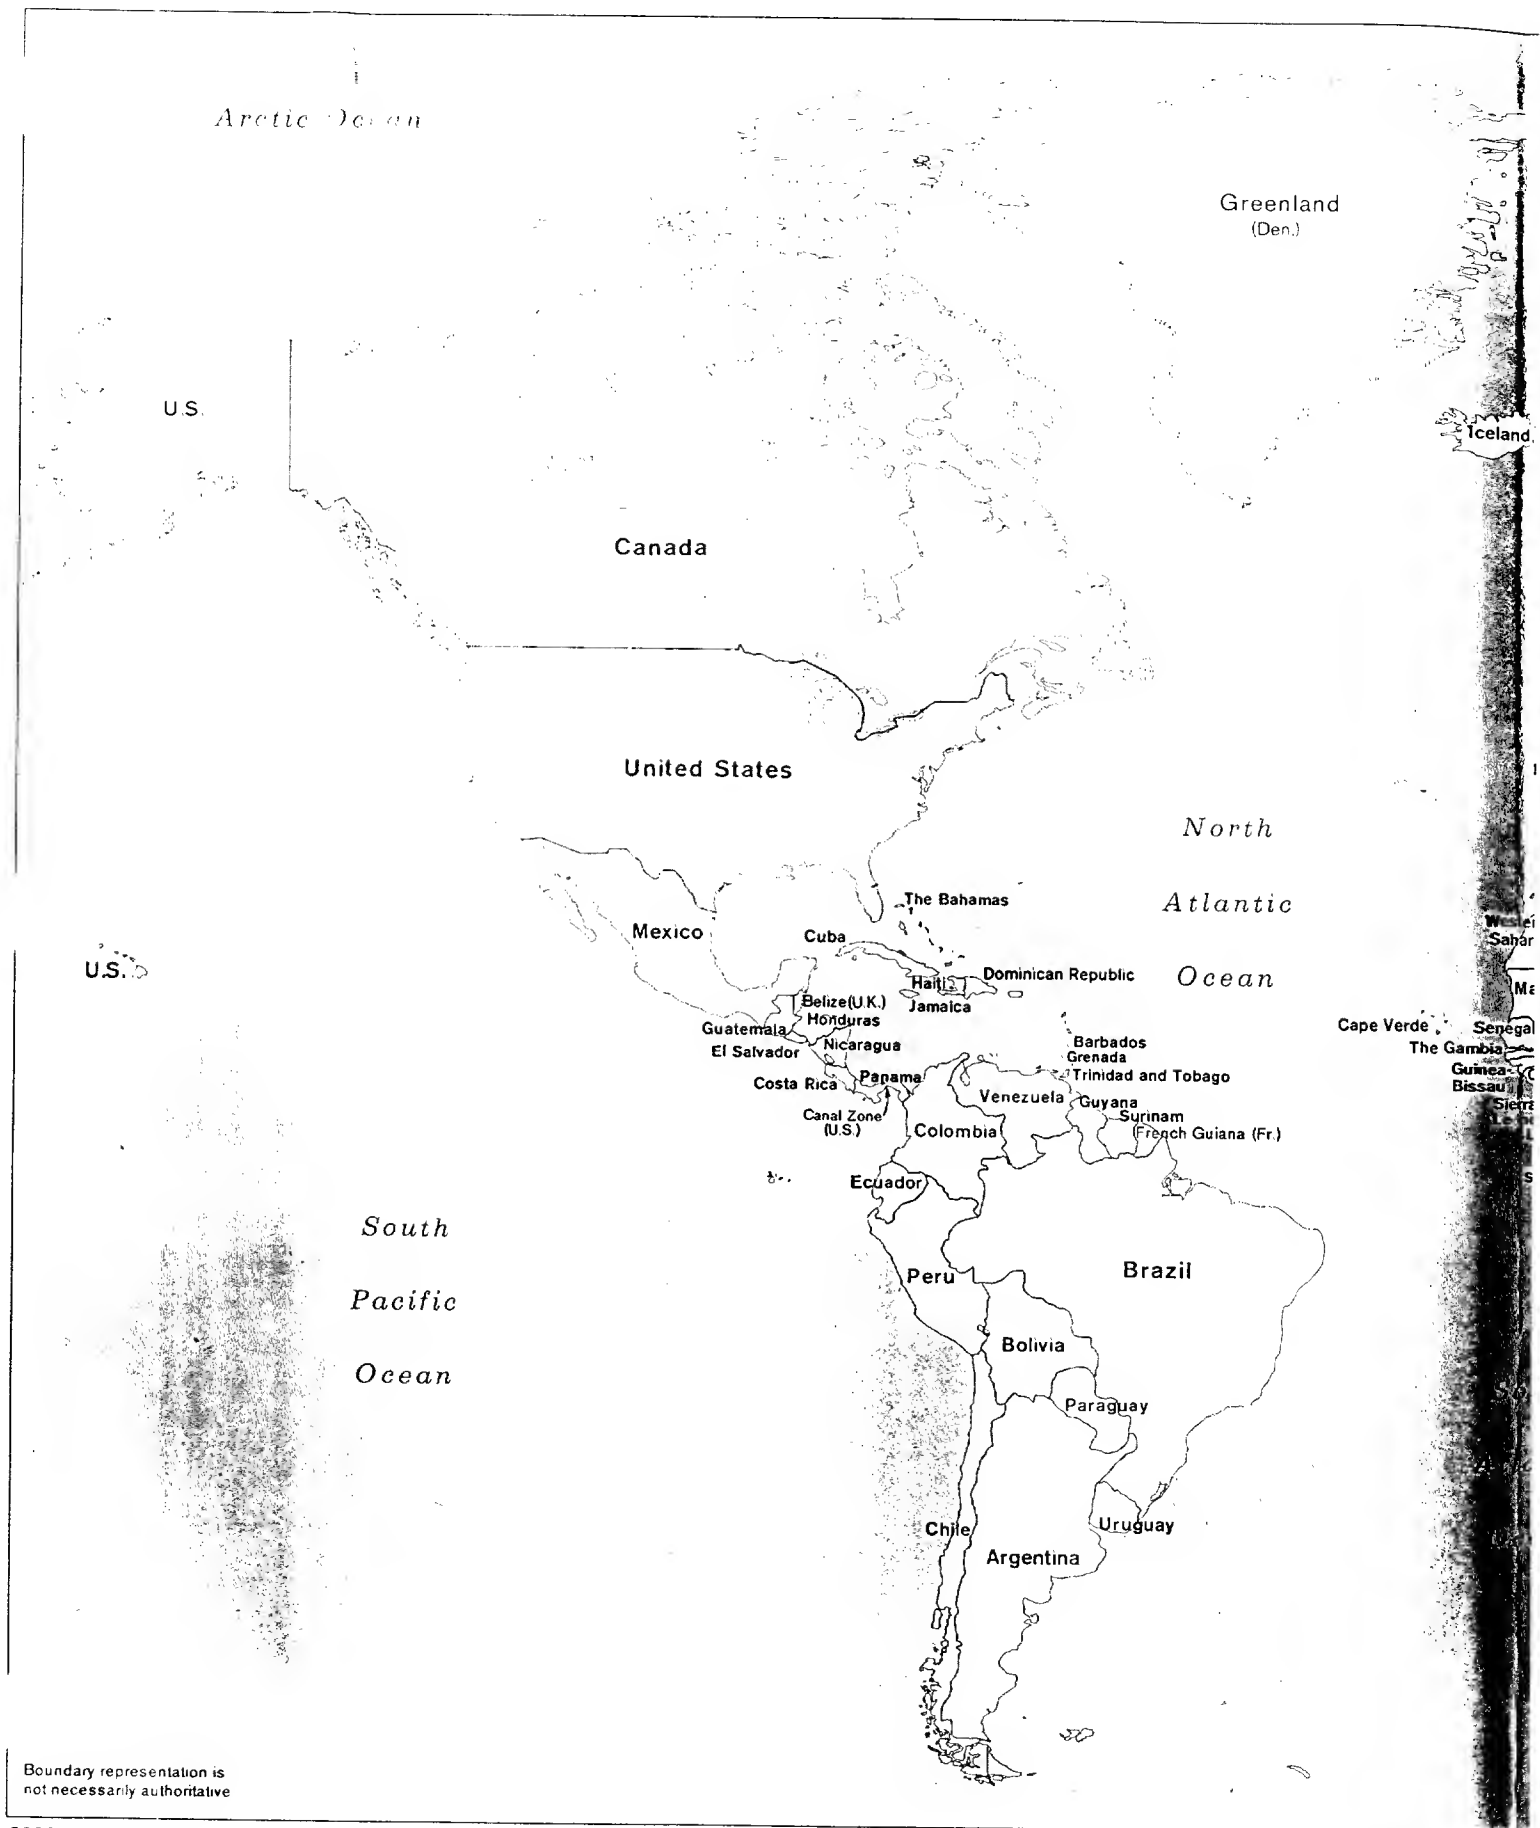 Arctic Ocean
Greenland
(Den.)
U.S.
Iceland
Canada
United States
North
Atlantic
Ocean
The Bahamas
Mexico
Cuba
U.S.
Haiti
Dominican Republic
Belize (U.K.)
Jamaica
Honduras
Guatemala
El Salvador
Nicaragua
Barbados
Grenada
Trinidad and Tobago
Costa Rica
Panama
Canal Zone
(U.S.)
Venezuela
Guyana
Surinam
French Guiana (Fr.)
Colombia
Cape Verde
Senegal
The Gambia
Guinea-
Bissau
Ecuador
South
Pacific
Ocean
Peru
Brazil
Bolivia
Paraguay
Chile
Uruguay
Argentina
Boundary representation is
not necessarily authoritative